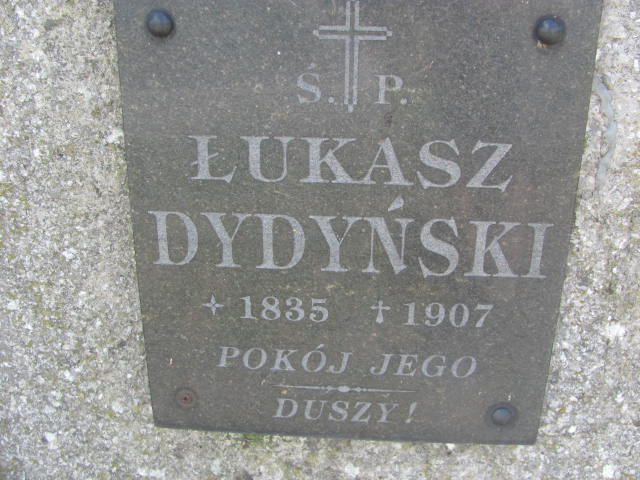 Ś. P.
ŁUKASZ
DYDYŃSKI
1835 † 1907
POKÓJ JEGO
DUSZY!